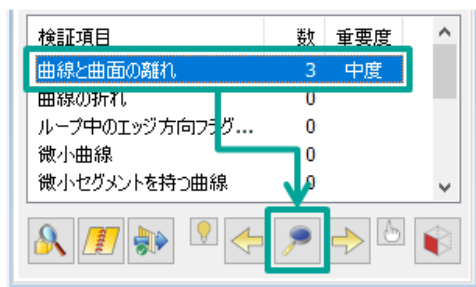 検証項目 数 重要度
曲線と曲面の離れ 3 中度
曲線の折れ 0
ループ中のエッジ方向フラグ... 0
微小曲線 0
微小セグメントを持つ曲線 0